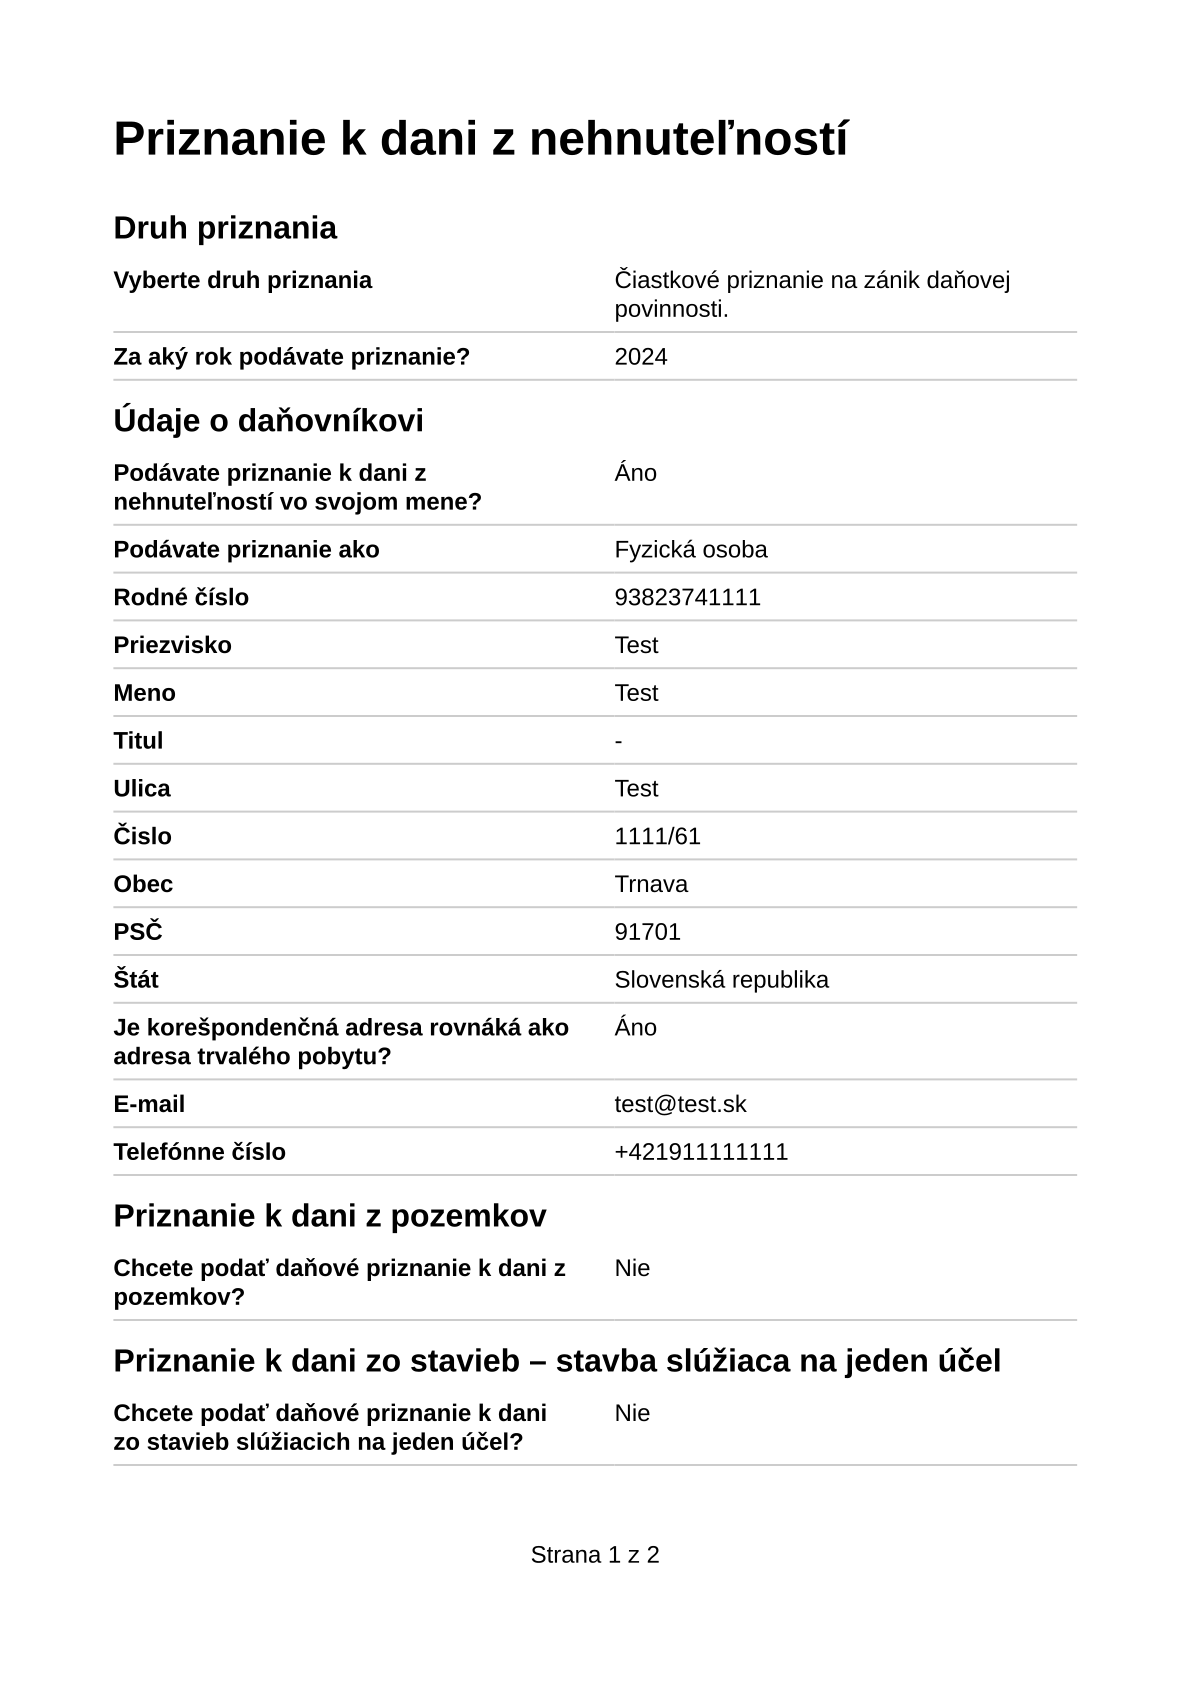 Priznanie k dani z nehnuteľností
Druh priznania
Vyberte druh priznania
Čiastkové priznanie na zánik daňovej
povinnosti.
Za aký rok podávate priznanie?
2024
Údaje o daňovníkovi
Podávate priznanie k dani z
nehnuteľností vo svojom mene?
Áno
Podávate priznanie ako
Fyzická osoba
Rodné číslo
93823741111
Priezvisko
Test
Meno
Test
Titul
-
Ulica
Test
Čislo
1111/61
Obec
Trnava
PSČ
91701
Štát
Slovenská republika
Je korešpondenčná adresa rovnáká ako
adresa trvalého pobytu?
Áno
E-mail
test@test.sk
Telefónne číslo
+421911111111
Priznanie k dani z pozemkov
Chcete podať daňové priznanie k dani z
pozemkov?
Nie
Priznanie k dani zo stavieb – stavba slúžiaca na jeden účel
Chcete podať daňové priznanie k dani
zo stavieb slúžiacich na jeden účel?
Nie
Strana 1 z 2